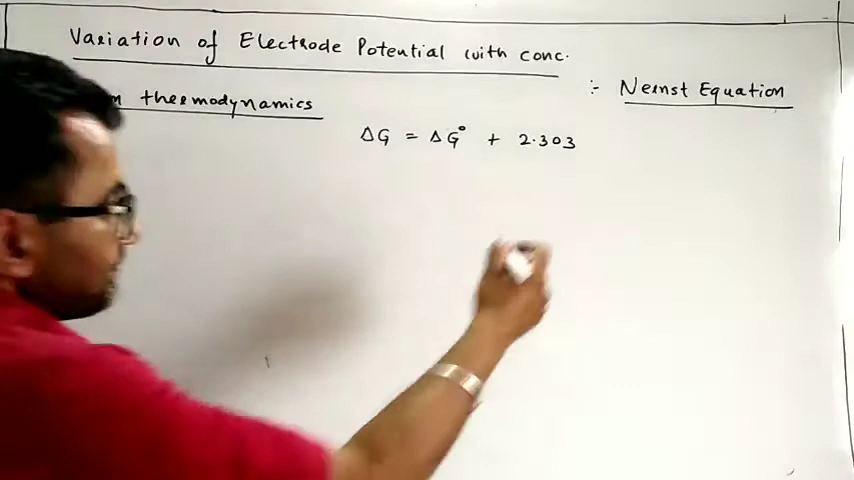 Variation of Electrode Potential with conc.
:- Nernst Equation
thermodynamics
ΔG = ΔG° + 2.303